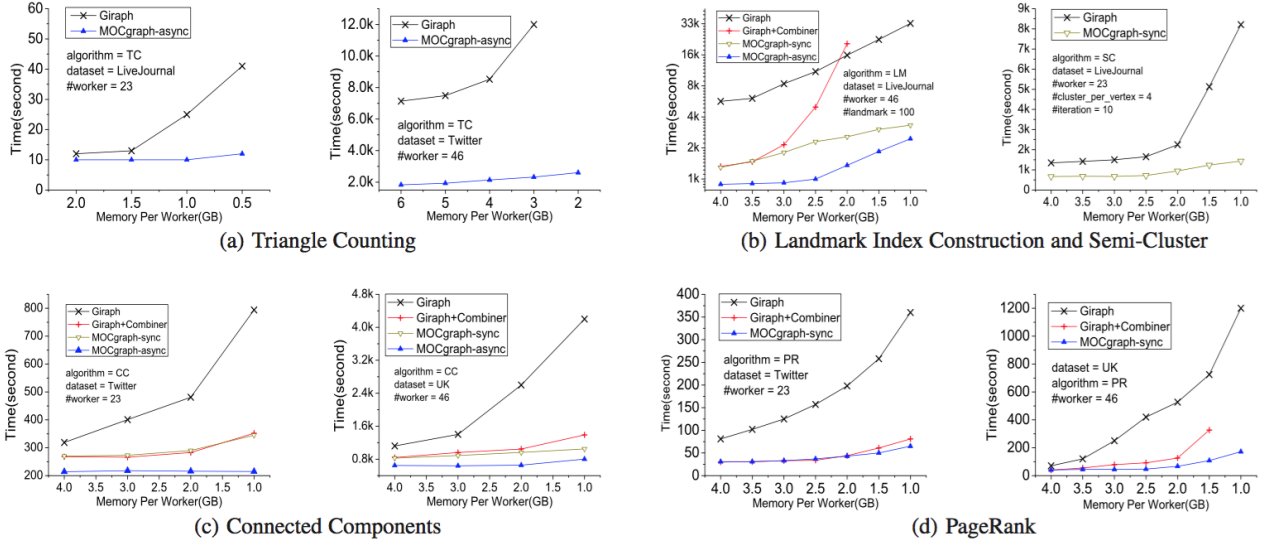 60
50
40
30
20
10
0
Time(second)
Giraph
MOCgraph-async
algorithm = TC
dataset = LiveJournal
#worker = 23
2.0 1.5 1.0 0.5
Memory Per Worker(GB)
12.0k
10.0k
8.0k
6.0k
4.0k
2.0k
Time(second)
Giraph
MOCgraph-async
algorithm = TC
dataset = Twitter
#worker = 46
6 5 4 3 2
Memory Per Worker(GB)
(a) Triangle Counting
33k
16k
8k
4k
2k
1k
Time(second)
Giraph
Giraph+Combiner
MOCgraph-sync
MOCgraph-async
algorithm = LM
dataset = LiveJournal
#worker = 46
#landmark = 100
4.0 3.5 3.0 2.5 2.0 1.5 1.0
Memory Per Worker(GB)
9k
8k
7k
6k
5k
4k
3k
2k
1k
0
Time(second)
Giraph
MOCgraph-sync
algorithm = SC
dataset = LiveJournal
#worker = 23
#cluster_per_vertex = 4
#iteration = 10
4.0 3.5 3.0 2.5 2.0 1.5 1.0
Memory Per Worker(GB)
(b) Landmark Index Construction and Semi-Cluster
800
700
600
500
400
300
200
Time(second)
Giraph
Giraph+Combiner
MOCgraph-sync
MOCgraph-async
algorithm = CC
dataset = Twitter
#worker = 23
4.0 3.5 3.0 2.5 2.0 1.5 1.0
Memory Per Worker(GB)
4.8k
4.0k
3.2k
2.4k
1.6k
0.8k
Time(second)
Giraph
Giraph+Combiner
MOCgraph-sync
MOCgraph-async
algorithm = CC
dataset = UK
#worker = 46
4.0 3.5 3.0 2.5 2.0 1.5 1.0
Memory Per Worker(GB)
(c) Connected Components
400
350
300
250
200
150
100
50
0
Time(second)
Giraph
Giraph+Combiner
MOCgraph-sync
algorithm = PR
dataset = Twitter
#worker = 23
4.0 3.5 3.0 2.5 2.0 1.5 1.0
Memory Per Worker(GB)
1200
1000
800
600
400
200
0
Time(second)
Giraph
Giraph+Combiner
MOCgraph-sync
dataset = UK
algorithm = PR
#worker = 46
4.0 3.5 3.0 2.5 2.0 1.5 1.0
Memory Per Worker(GB)
(d) PageRank